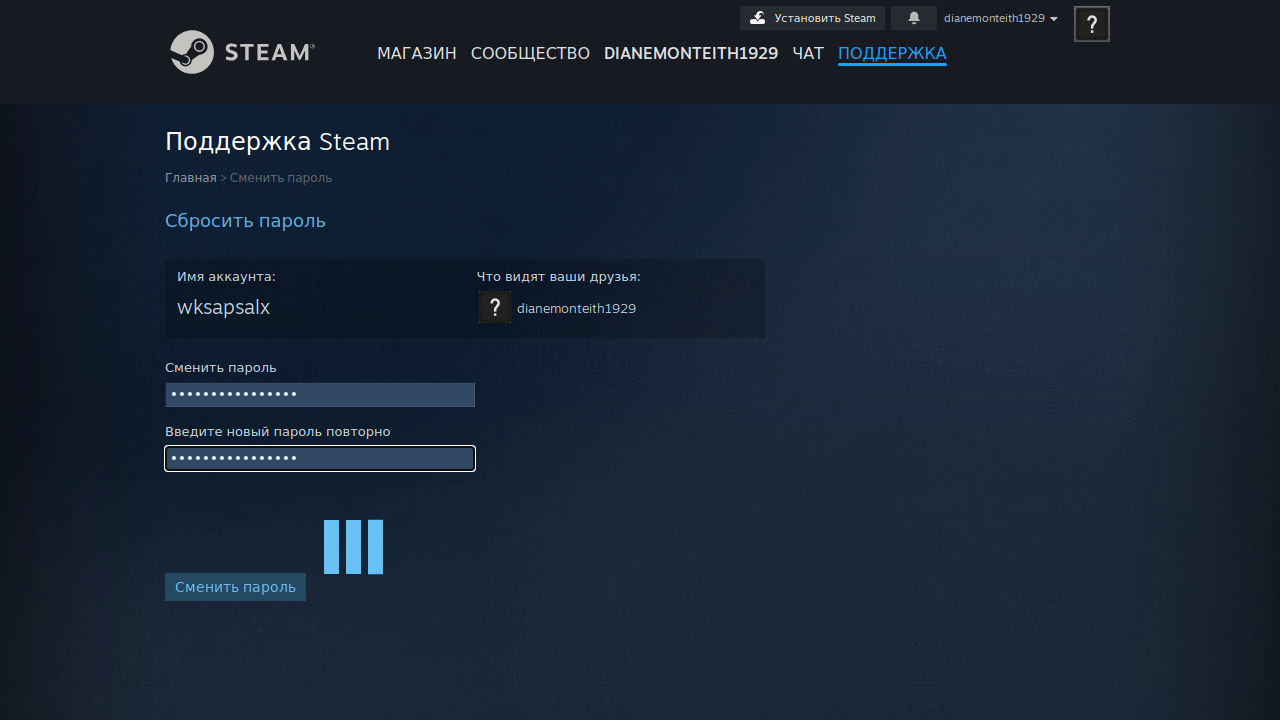 Установить Steam
dianemonteith1929
STEAM®
МАГАЗИН СООБЩЕСТВО DIANEMONTEITH1929 ЧАТ ПОДДЕРЖКА
?
Поддержка Steam
Главная > Сменить пароль
Сбросить пароль
Имя аккаунта:
Что видят ваши друзья:
wksapsalx
?
dianemonteith1929
Сменить пароль
••••••••••••••••
Введите новый пароль повторно
••••••••••••••••
Сменить пароль